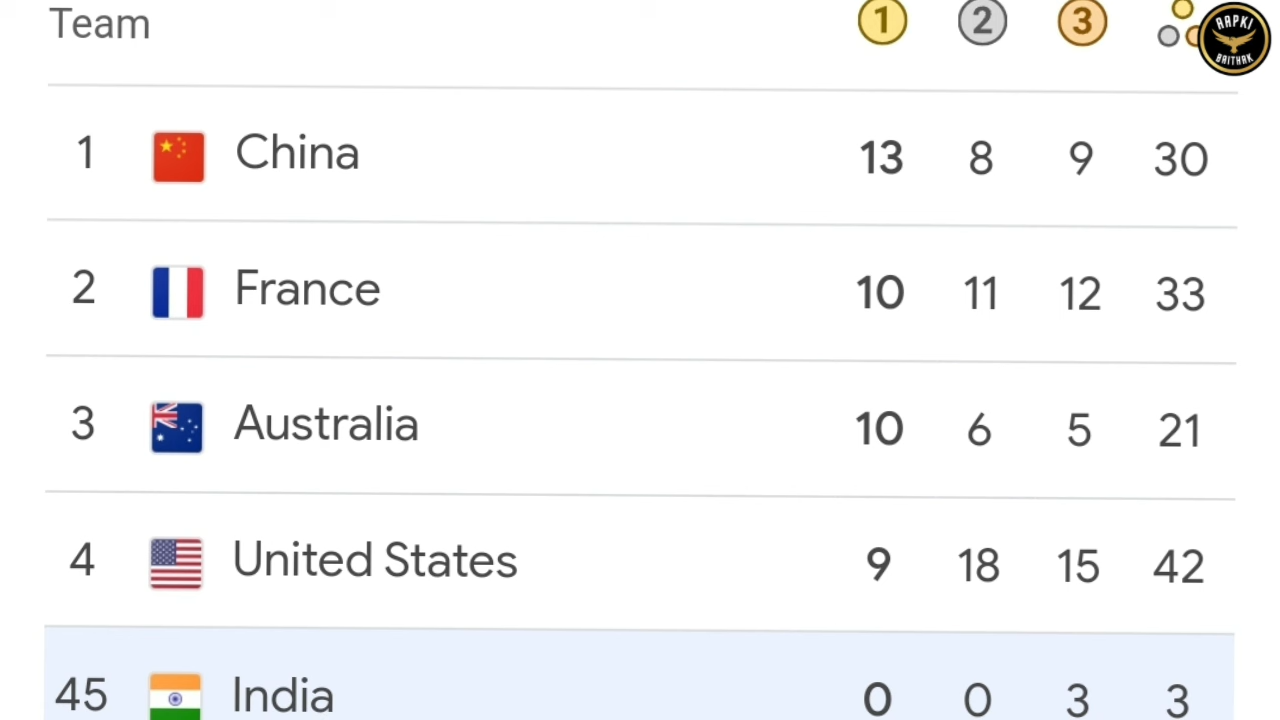 Team 1 2 3
AAPKI
BAITHAK
1 China 13 8 9 30
2 France 10 11 12 33
3 Australia 10 6 5 21
4 United States 9 18 15 42
45 India 0 0 3 3